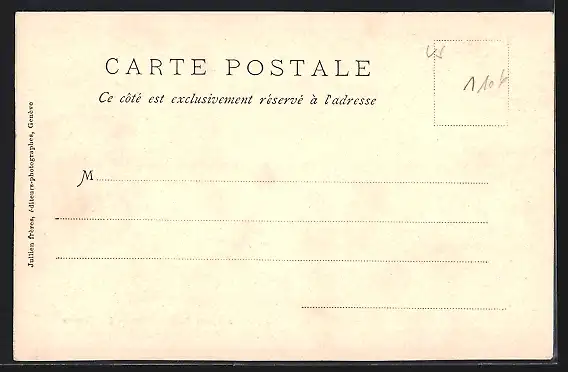 CARTE POSTALE
Ce côté est exclusivement réservé à l'adresse
M
Jullien frères, éditeurs-photographes, Genève